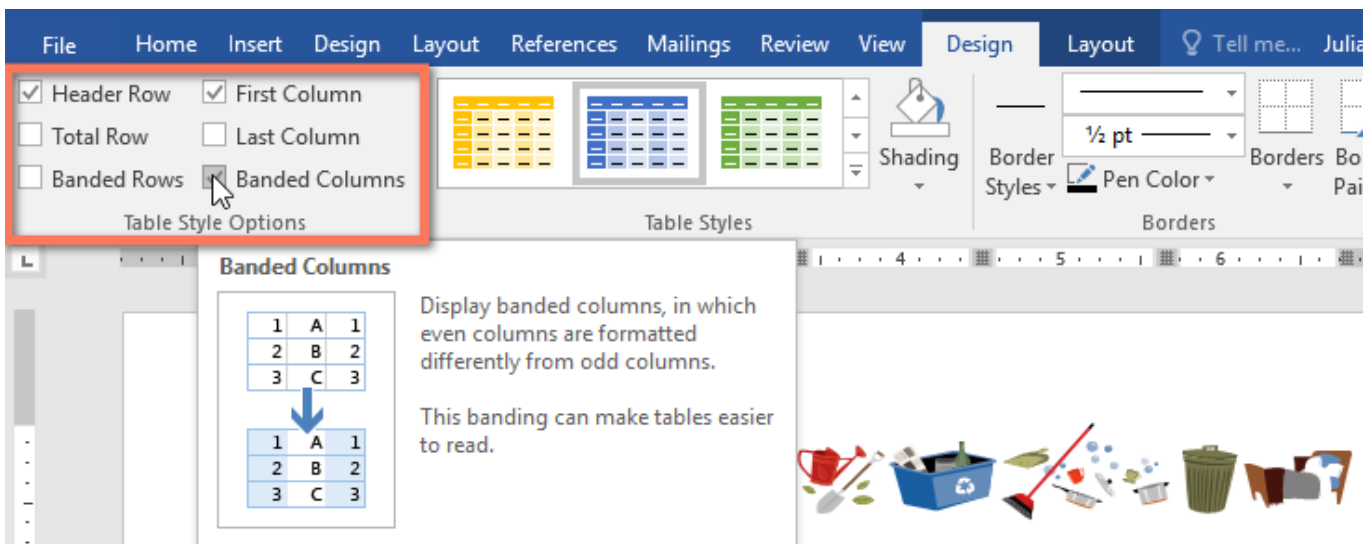 File Home Insert Design Layout References Mailings Review View Design Layout Tell me...
Header Row First Column
Total Row Last Column
Banded Rows Banded Columns
Table Style Options
Table Styles
Shading
Border
Styles
½ pt
Pen Color
Borders
Borders
L
4 5 6
Banded Columns
1 A 1
2 B 2
3 C 3
1 A 1
2 B 2
3 C 3
Display banded columns, in which
even columns are formatted
differently from odd columns.
This banding can make tables easier
to read.